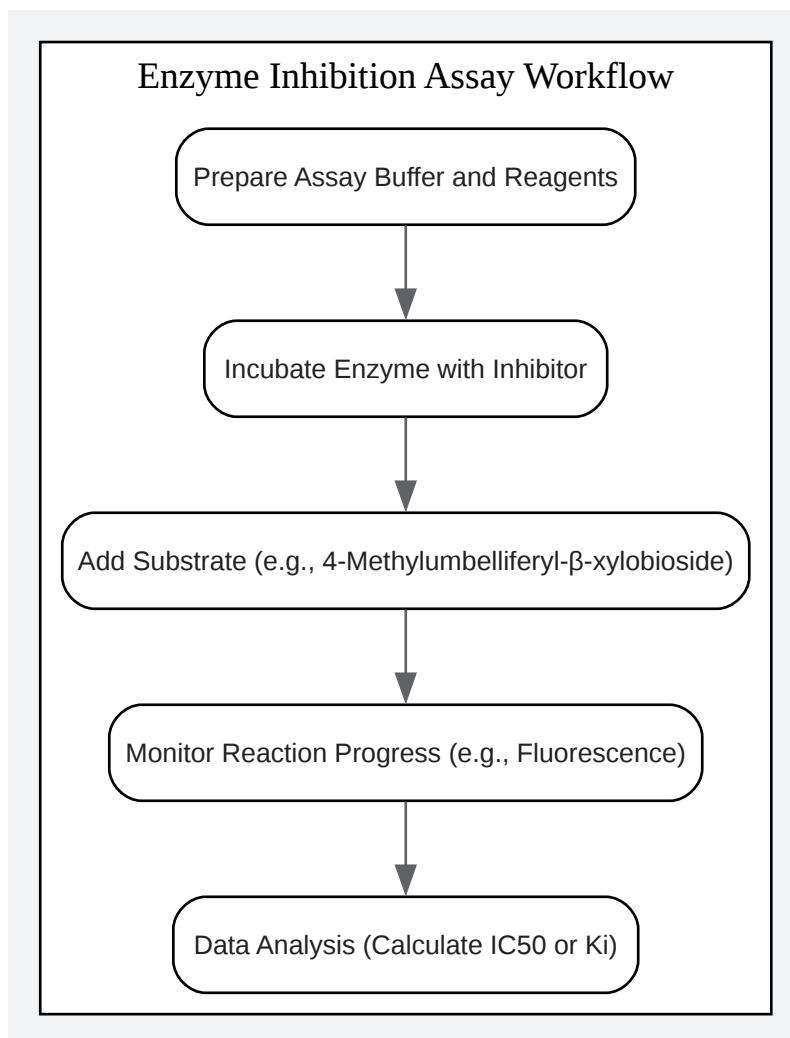 Enzyme Inhibition Assay Workflow
Prepare Assay Buffer and Reagents
Incubate Enzyme with Inhibitor
Add Substrate (e.g., 4-Methylumbelliferyl-β-xylobioside)
Monitor Reaction Progress (e.g., Fluorescence)
Data Analysis (Calculate IC50 or Ki)